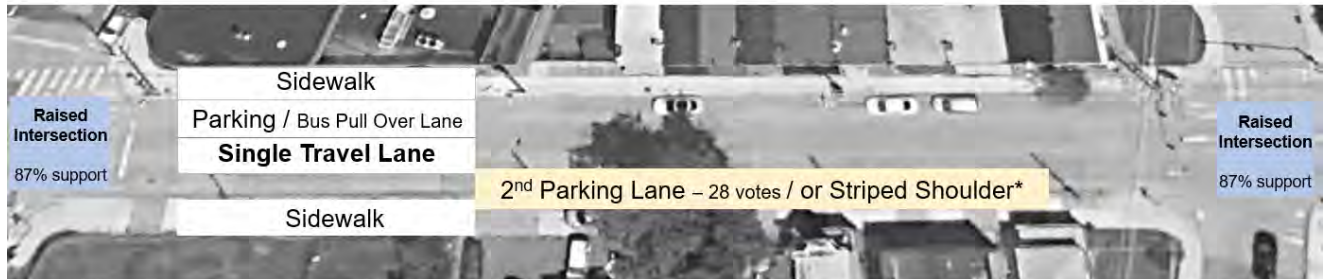 Sidewalk
Parking / Bus Pull Over Lane
Single Travel Lane
Sidewalk
Raised
Intersection
87% support
2nd Parking Lane – 28 votes / or Striped Shoulder*
Raised
Intersection
87% support